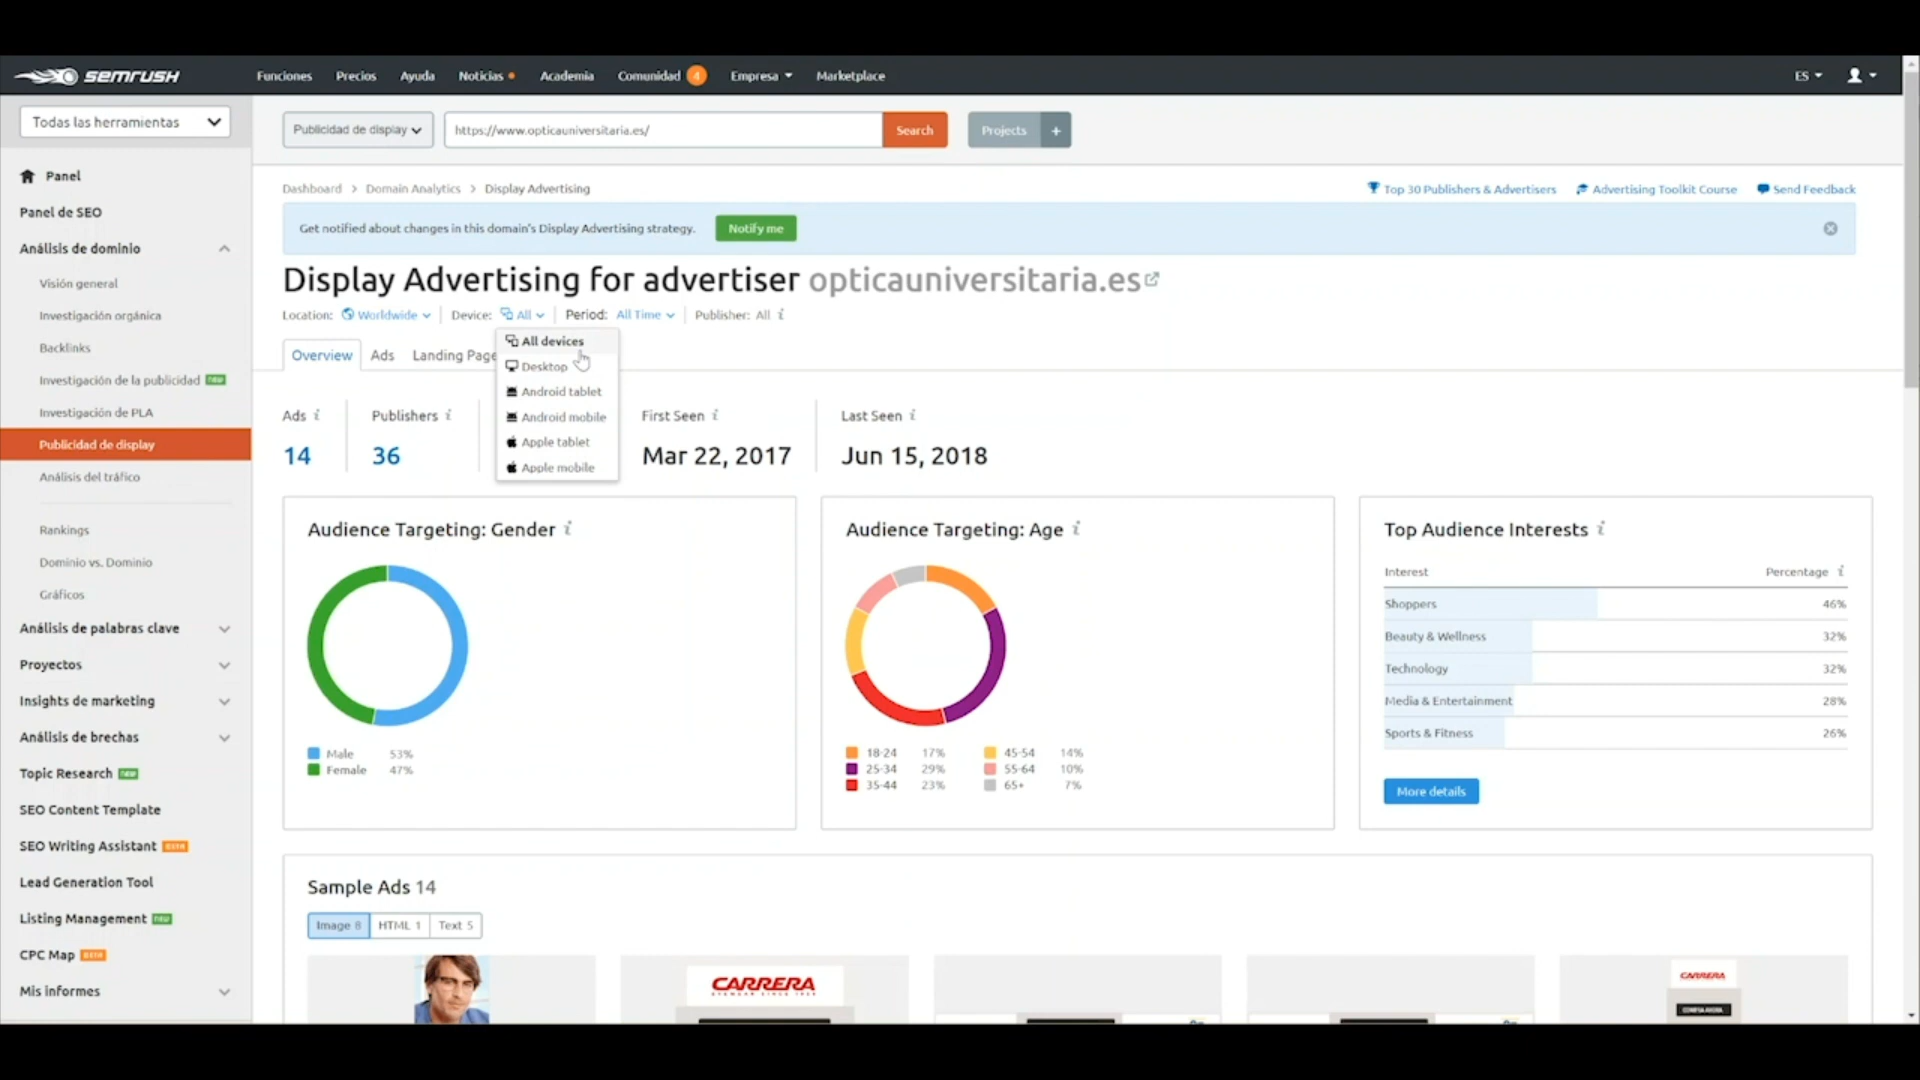 semrush Funciones Precios Ayuda Noticias Academia Comunidad 4 Empresa Marketplace ES
Todas las herramientas
Publicidad de display https://www.opticauniversitaria.es/ Search Projects +
Panel
Panel de SEO
Análisis de dominio
Visión general
Investigación orgánica
Backlinks
Investigación de la publicidad new
Investigación de PLA
Publicidad de display
Análisis del tráfico
Rankings
Dominio vs. Dominio
Gráficos
Análisis de palabras clave
Proyectos
Insights de marketing
Análisis de brechas
Topic Research new
SEO Content Template
SEO Writing Assistant BETA
Lead Generation Tool
Listing Management new
CPC Map BETA
Mis informes
Dashboard > Domain Analytics > Display Advertising
Top 30 Publishers & Advertisers Advertising Toolkit Course Send Feedback
Get notified about changes in this domain's Display Advertising strategy. Notify me
Display Advertising for advertiser opticauniversitaria.es
Location: Worldwide Device: All Period: All Time Publisher: All i
All devices
Desktop
Android tablet
Android mobile
Apple tablet
Apple mobile
Overview Ads Landing Page
Ads i Publishers i First Seen i Last Seen i
14 36 Mar 22, 2017 Jun 15, 2018
Audience Targeting: Gender i
Male 53%
Female 47%
Audience Targeting: Age i
18-24 17% 45-54 14%
25-34 29% 55-64 10%
35-44 23% 65+ 7%
Top Audience Interests i
Interest Percentage i
Shoppers 46%
Beauty & Wellness 32%
Technology 32%
Media & Entertainment 28%
Sports & Fitness 26%
More details
Sample Ads 14
Image 8 HTML 1 Text 5
CARRERA
EYEWEAR SINCE 1956
CARRERA